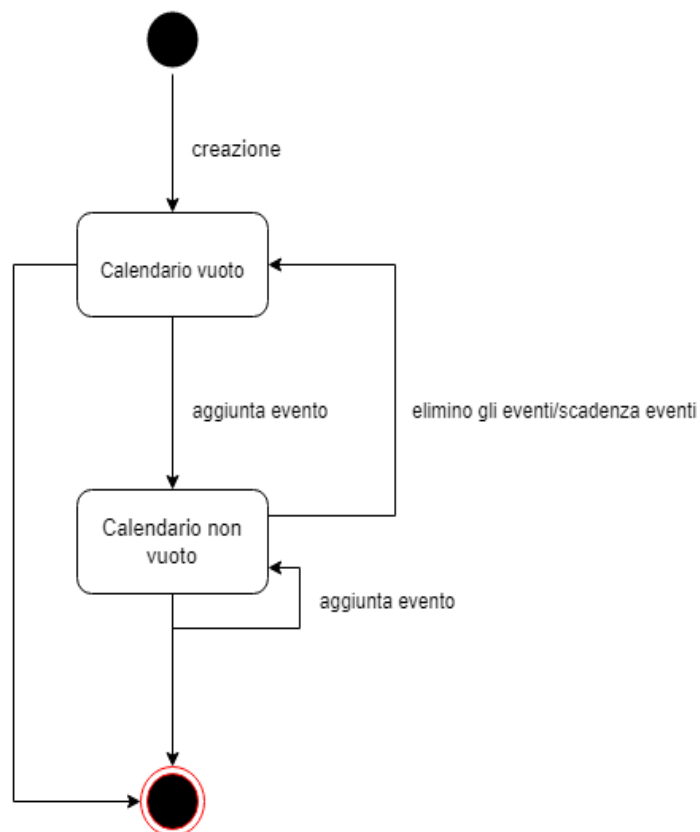 creazione
Calendario vuoto
aggiunta evento
elimino gli eventi/scadenza eventi
Calendario non
vuoto
aggiunta evento